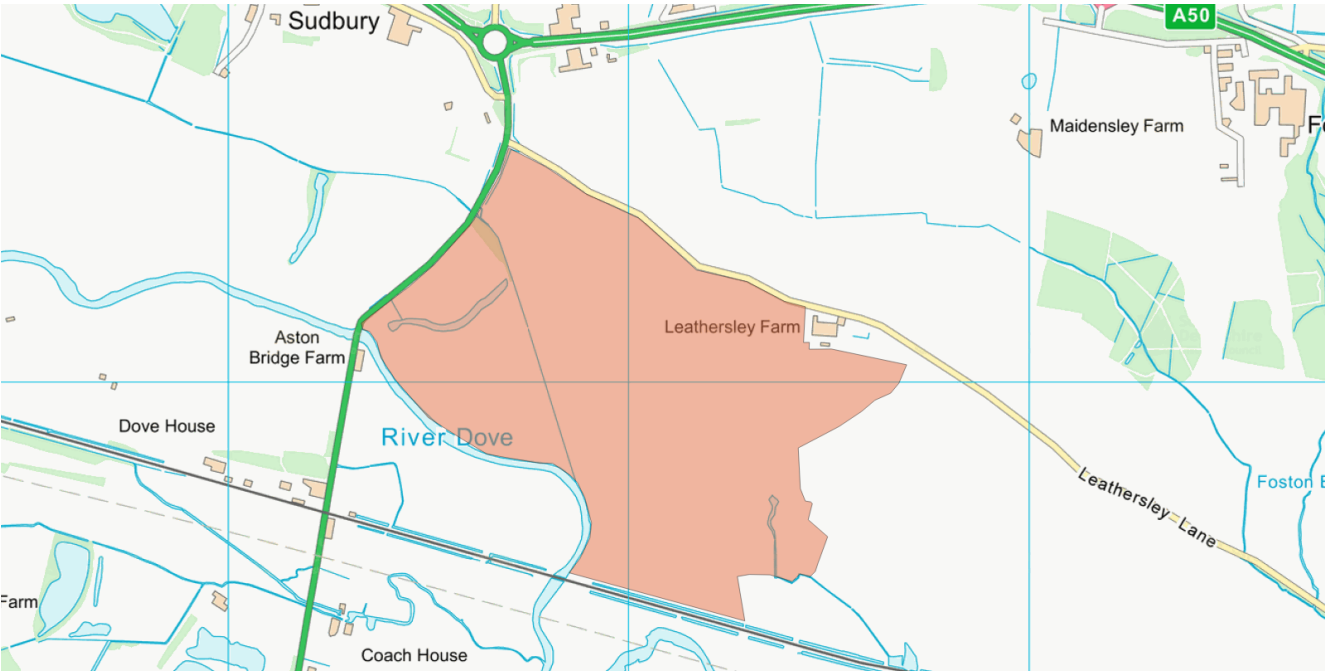 Sudbury
A50
Maidensley Farm
Leathersley Farm
Aston
Bridge Farm
Dove House
River Dove
Leathersley Lane
Foston
Farm
Coach House